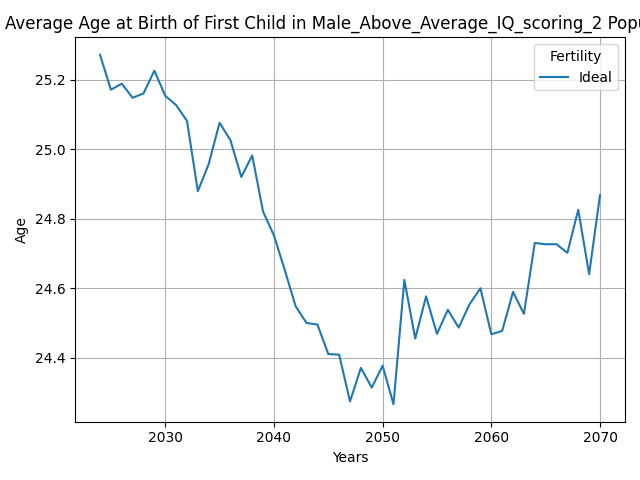 Average Age at Birth of First Child in Male_Above_Average_IQ_scoring_2 Popu
Fertility
Ideal
25.2
25.0
24.8
24.6
24.4
Age
2030 2040 2050 2060 2070
Years